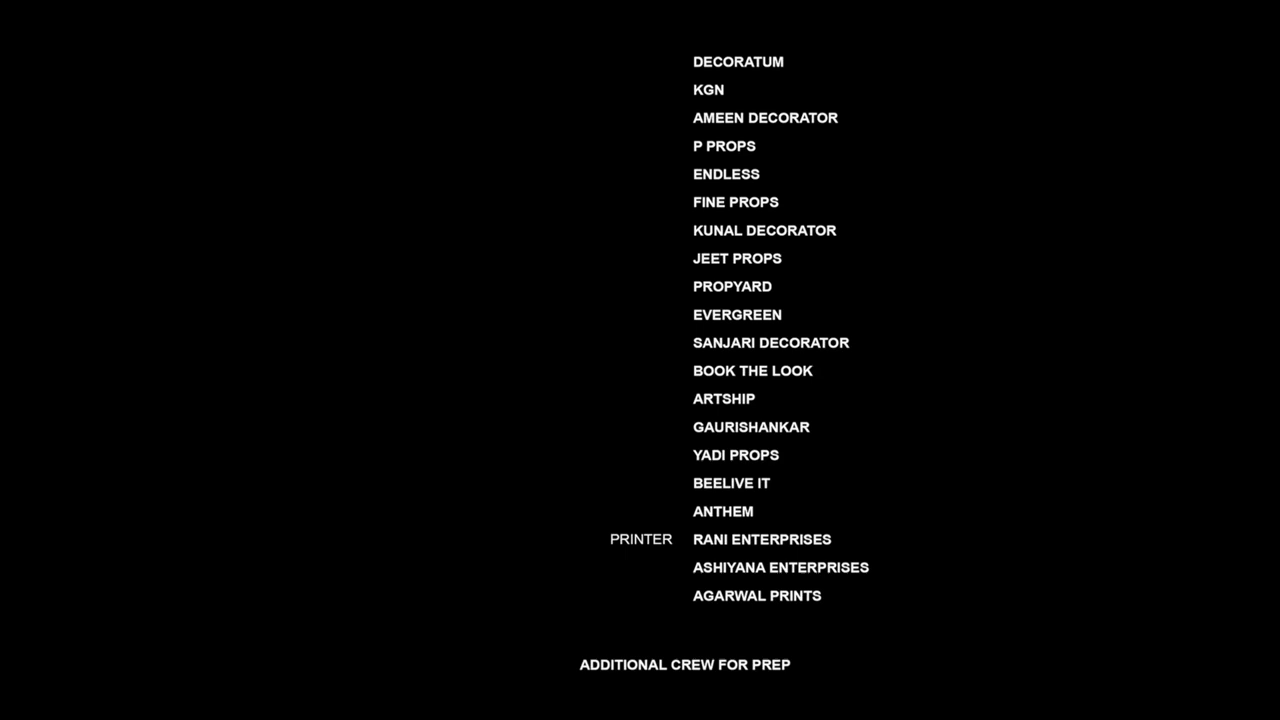 DECORATUM
KGN
AMEEN DECORATOR
P PROPS
ENDLESS
FINE PROPS
KUNAL DECORATOR
JEET PROPS
PROPYARD
EVERGREEN
SANJARI DECORATOR
BOOK THE LOOK
ARTSHIP
GAURISHANKAR
YADI PROPS
BEELIVE IT
ANTHEM
PRINTER RANI ENTERPRISES
ASHIYANA ENTERPRISES
AGARWAL PRINTS
ADDITIONAL CREW FOR PREP